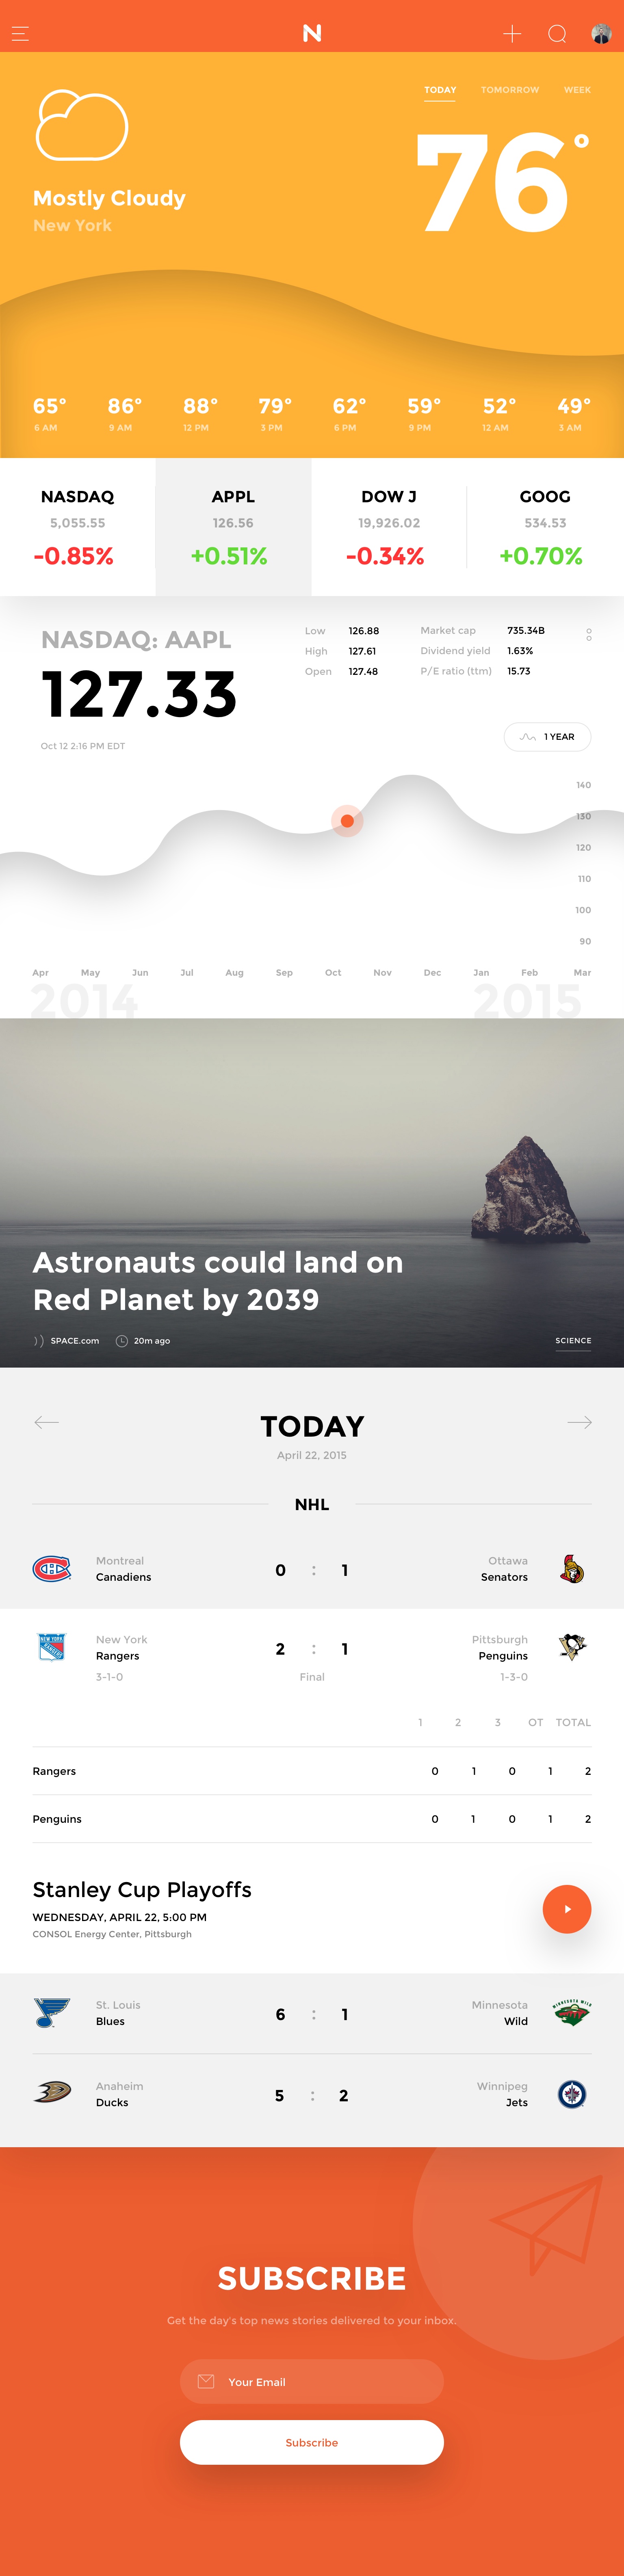 N
TODAY TOMORROW WEEK
76°
Mostly Cloudy
New York
65° 86° 88° 79° 62° 59° 52° 49°
6 AM 9 AM 12 PM 3 PM 6 PM 9 PM 12 AM 3 AM
NASDAQ APPL DOW J GOOG
5,055.55 126.56 19,926.02 534.53
-0.85% +0.51% -0.34% +0.70%
NASDAQ: AAPL
127.33
Oct 12 2:16 PM EDT
Low 126.88 Market cap 735.34B
High 127.61 Dividend yield 1.63%
Open 127.48 P/E ratio (ttm) 15.73
1 YEAR
140
130
120
110
100
90
Apr May Jun Jul Aug Sep Oct Nov Dec Jan Feb Mar
2014 2015
Astronauts could land on
Red Planet by 2039
SPACE.com 20m ago SCIENCE
TODAY
April 22, 2015
NHL
Montreal 0 : 1 Ottawa
Canadiens Senators
NEW YORK
RANGERS
New York 2 : 1 Pittsburgh
Rangers Penguins
3-1-0 Final 1-3-0
1 2 3 OT TOTAL
Rangers 0 1 0 1 2
Penguins 0 1 0 1 2
Stanley Cup Playoffs
WEDNESDAY, APRIL 22, 5:00 PM
CONSOL Energy Center, Pittsburgh
St. Louis 6 : 1 Minnesota
Blues Wild
MINNESOTA WILD
Anaheim 5 : 2 Winnipeg
Ducks Jets
SUBSCRIBE
Get the day's top news stories delivered to your inbox.
Your Email
Subscribe